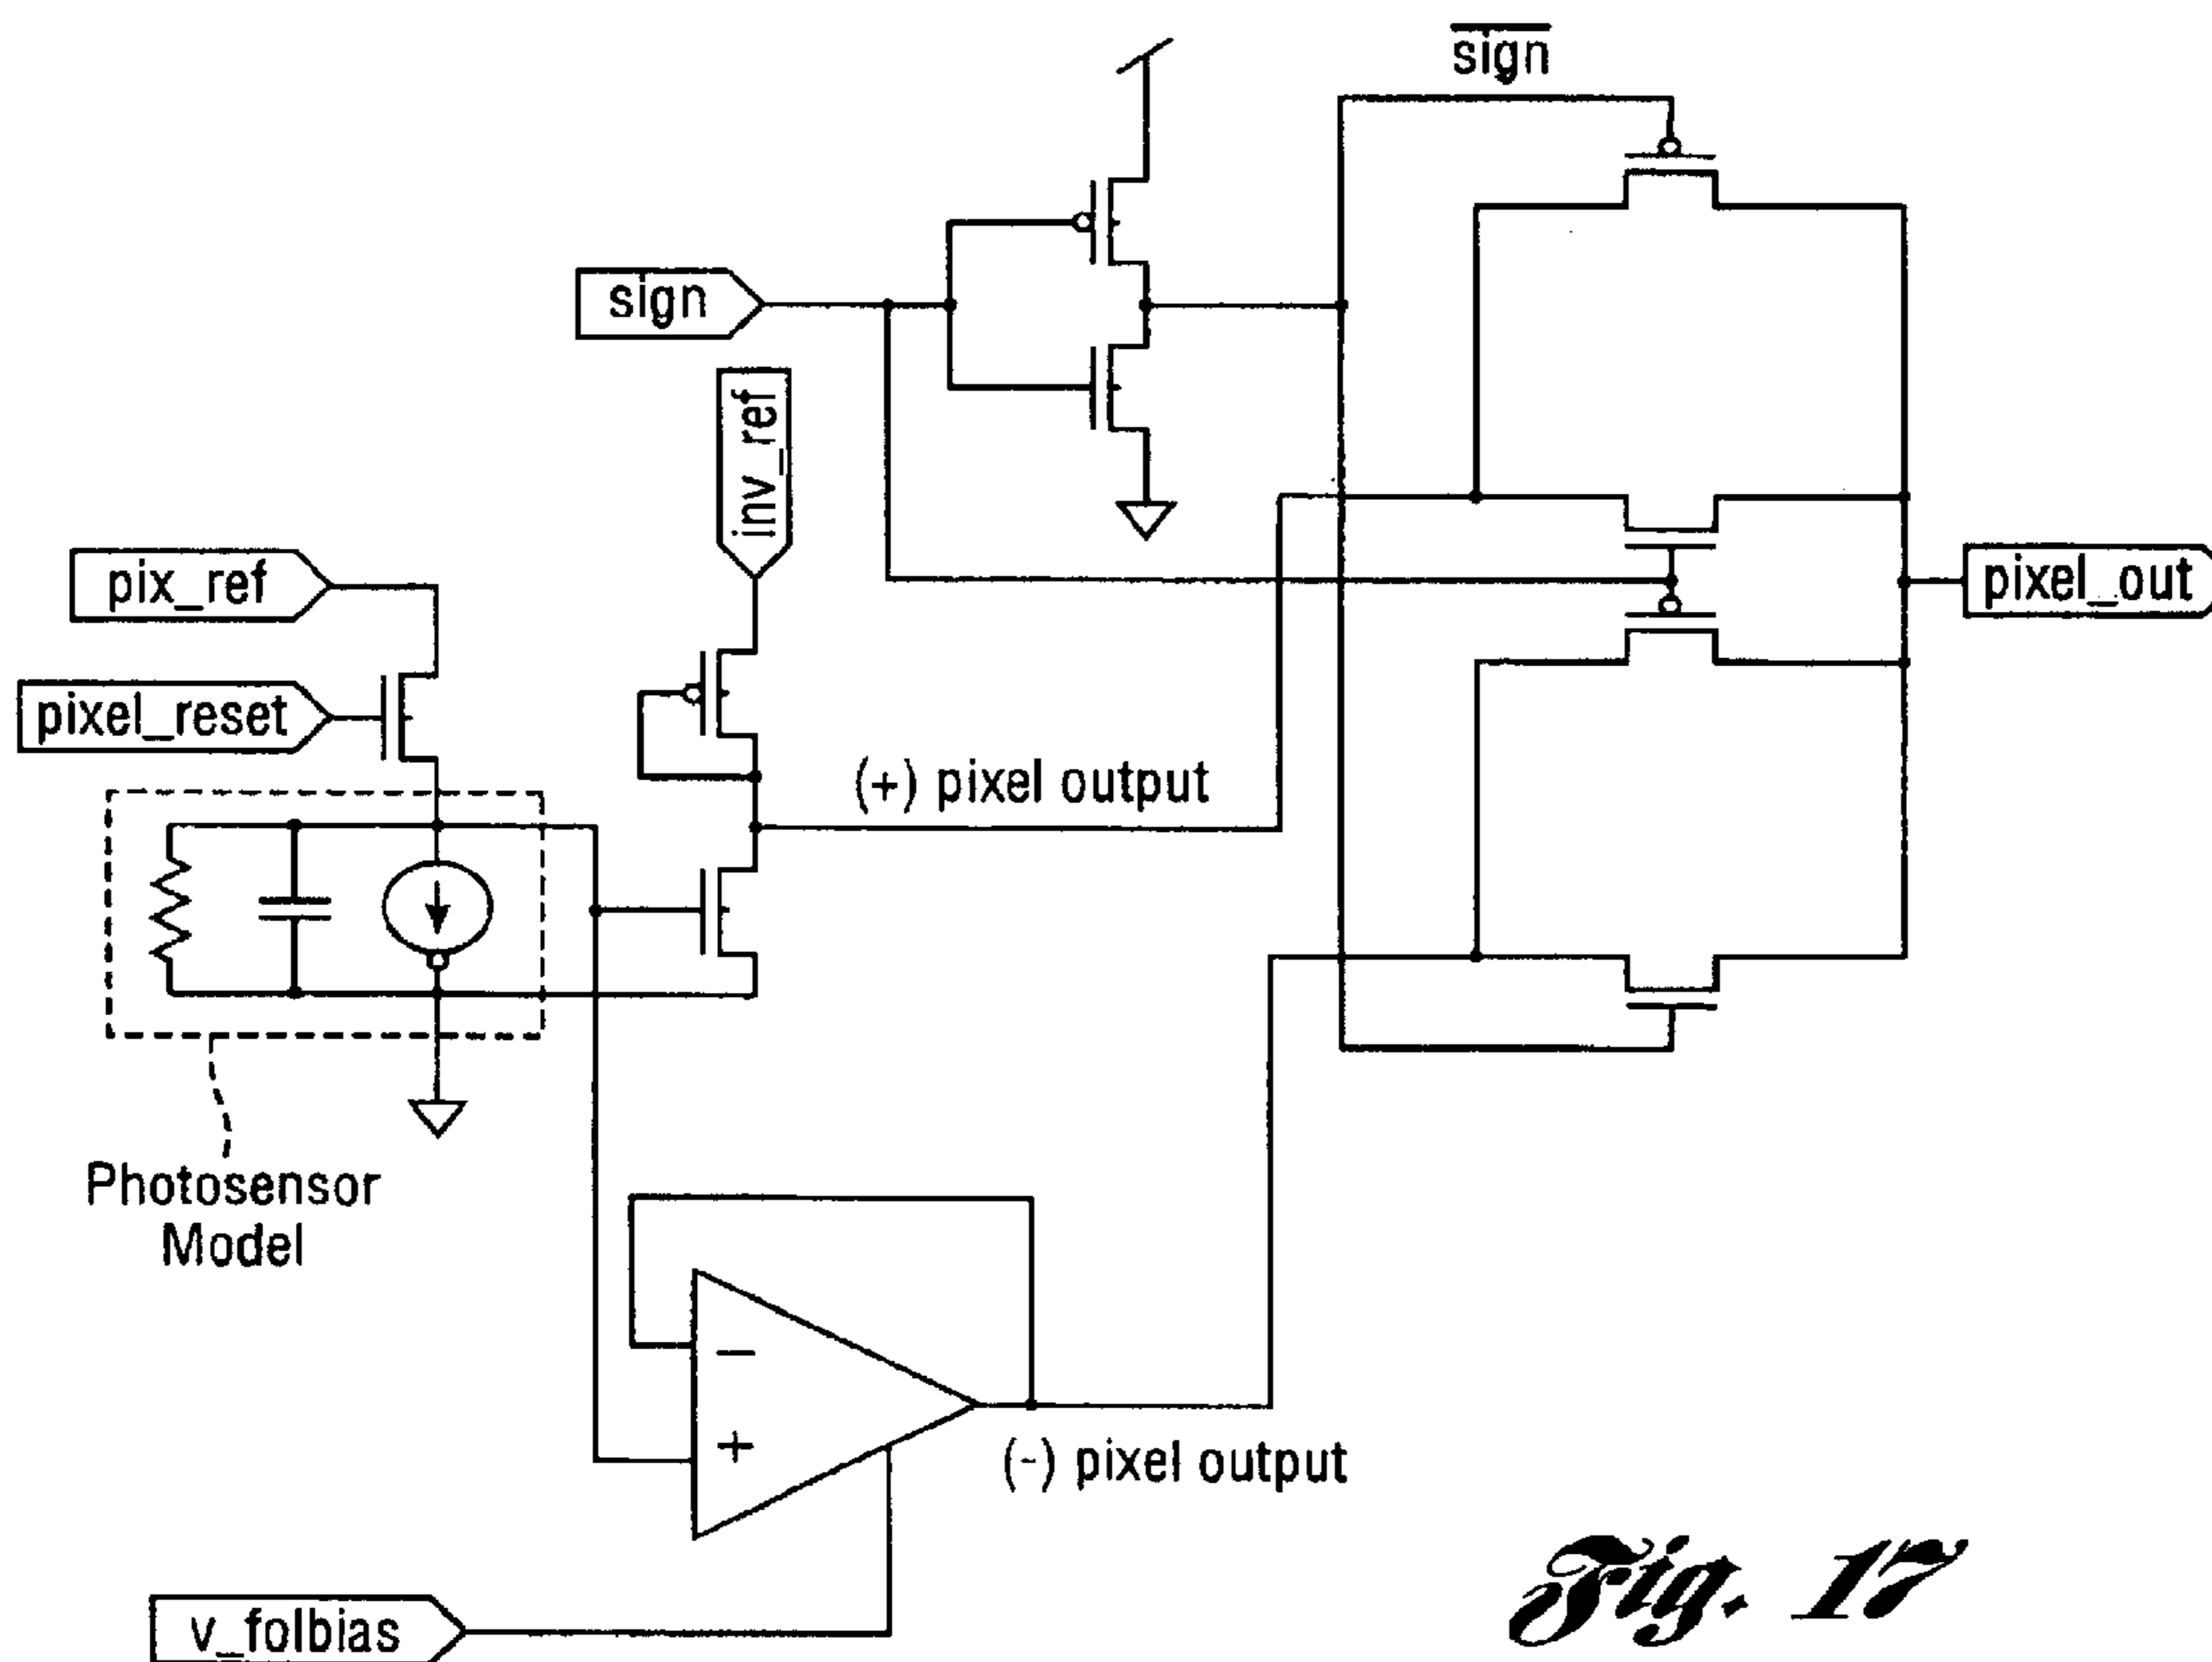 sign
sign
inv_ref
pix_ref
pixel_reset
pixel_out
(+) pixel output
Photosensor
Model
−
+
(-) pixel output
v_folbias
Fig. 17